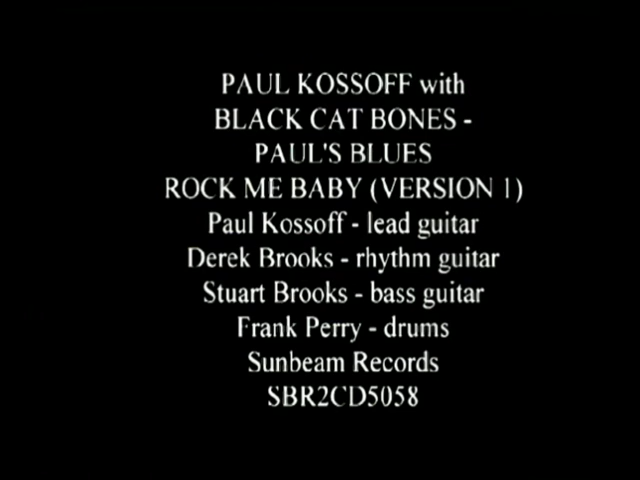 PAUL KOSSOFF with
BLACK CAT BONES -
PAUL'S BLUES
ROCK ME BABY (VERSION 1)
Paul Kossoff - lead guitar
Derek Brooks - rhythm guitar
Stuart Brooks - bass guitar
Frank Perry - drums
Sunbeam Records
SBR2CD5058